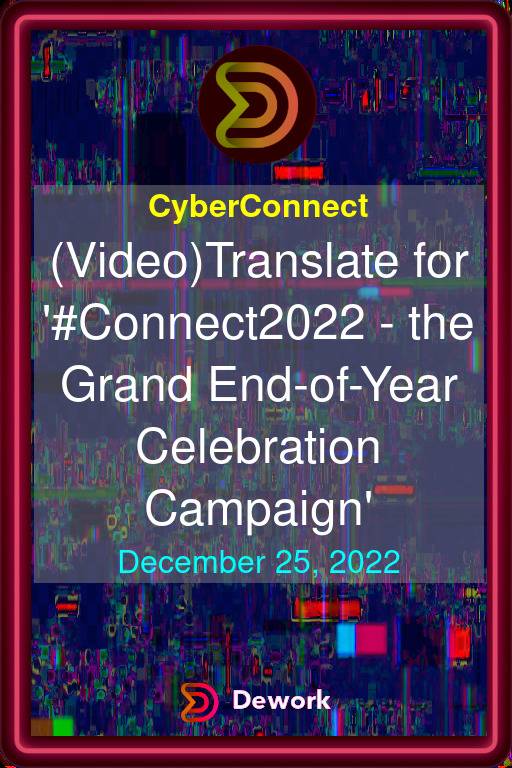 CyberConnect
(Video)Translate for
'#Connect2022 - the
Grand End-of-Year
Celebration
Campaign'
December 25, 2022
Dework